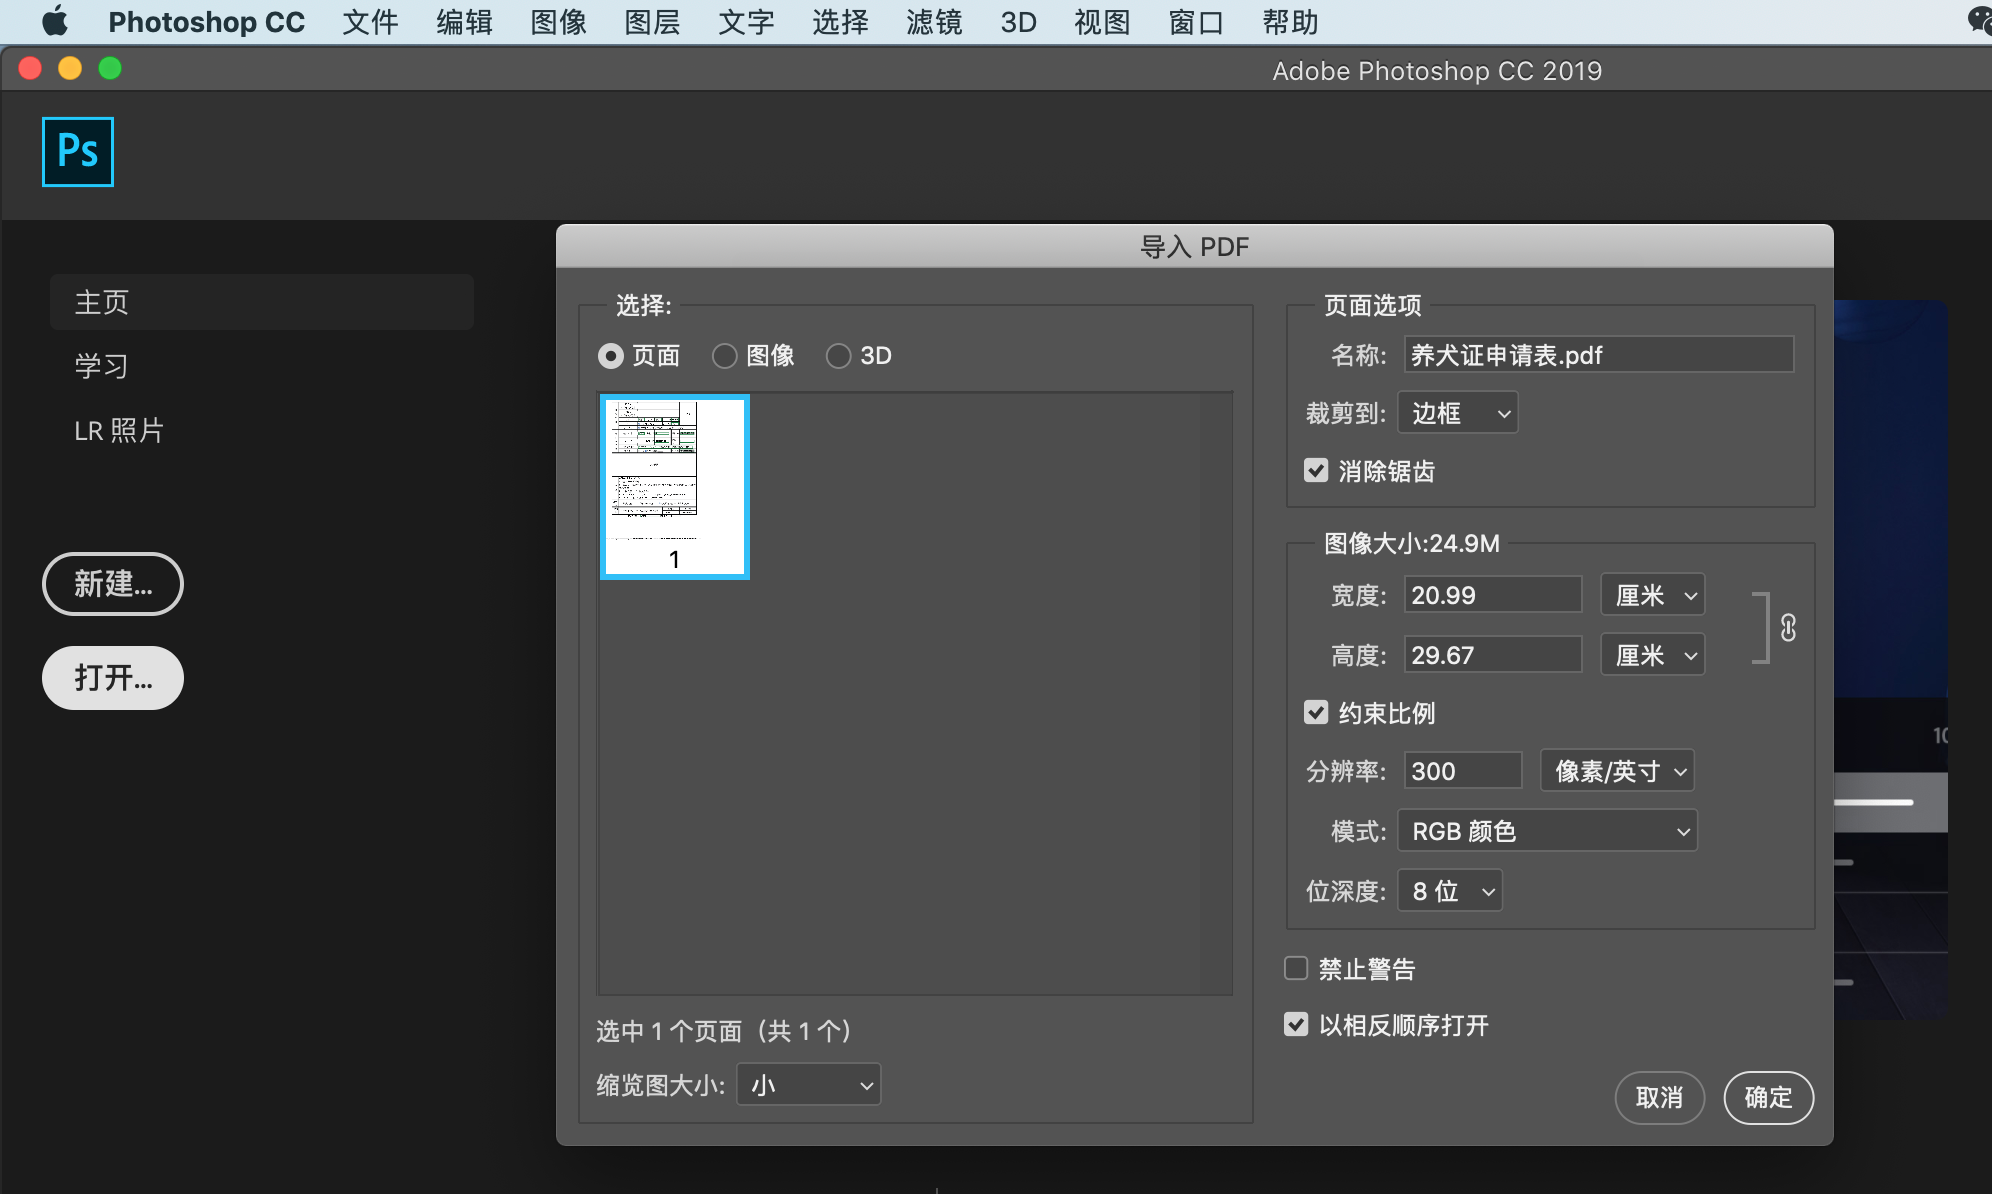 Photoshop CC 文件 编辑 图像 图层 文字 选择 滤镜 3D 视图 窗口 帮助
Adobe Photoshop CC 2019
Ps
主页
学习
LR 照片
新建...
打开...
导入 PDF
选择:
页面 图像 3D
1
选中 1 个页面（共 1 个）
缩览图大小: 小
页面选项
名称: 养犬证申请表.pdf
裁剪到: 边框
消除锯齿
图像大小:24.9M
宽度: 20.99 厘米
高度: 29.67 厘米
约束比例
分辨率: 300 像素/英寸
模式: RGB 颜色
位深度: 8 位
禁止警告
以相反顺序打开
取消 确定